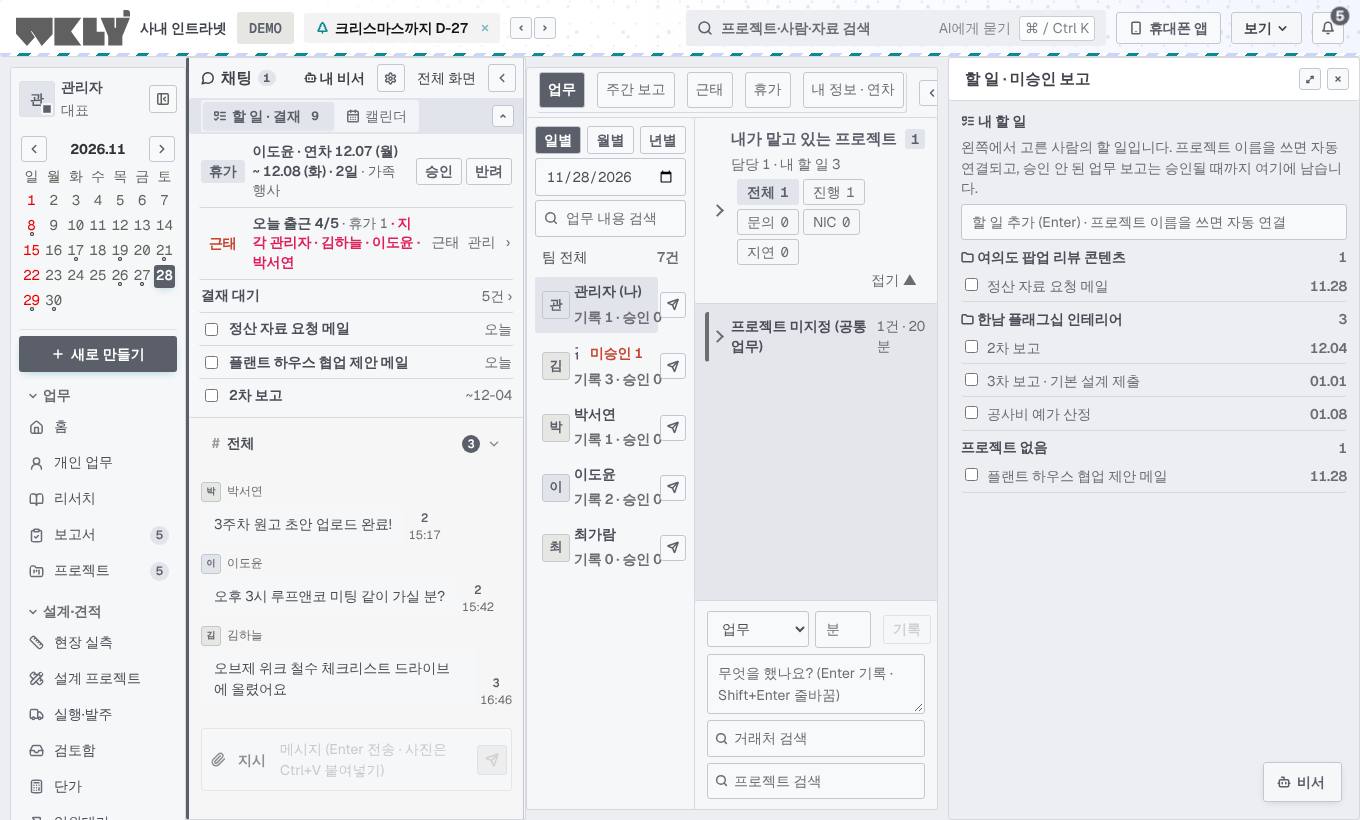 WKLY 사내 인트라넷 DEMO 크리스마스까지 D-27 × ‹ › 프로젝트·사람·자료 검색 AI에게 묻기 ⌘ / Ctrl K 휴대폰 앱 보기 5
관 관리자
대표
2026.11
일 월 화 수 목 금 토
1 2 3 4 5 6 7
8 9 10 11 12 13 14
15 16 17 18 19 20 21
22 23 24 25 26 27 28
29 30
+ 새로 만들기
업무
홈
개인 업무
리서치
보고서 5
프로젝트 5
설계·견적
현장 실측
설계 프로젝트
실행·발주
검토함
단가
채팅 1 내 비서 전체 화면
할 일 · 결재 9 캘린더
휴가 이도윤 · 연차 12.07 (월)
~ 12.08 (화) · 2일 · 가족
행사
승인 반려
근태 오늘 출근 4/5 · 휴가 1 · 지
각 관리자 · 김하늘 · 이도윤 ·
박서연
근태 관리 ›
결재 대기 5건 ›
정산 자료 요청 메일 오늘
플랜트 하우스 협업 제안 메일 오늘
2차 보고 ~12-04
# 전체 3
박 박서연
3주차 원고 초안 업로드 완료! 2
15:17
이 이도윤
오후 3시 루프앤코 미팅 같이 가실 분? 2
15:42
김 김하늘
오브제 위크 철수 체크리스트 드라이브
에 올렸어요 3
16:46
지시 메시지 (Enter 전송 · 사진은
Ctrl+V 붙여넣기)
업무 주간 보고 근태 휴가 내 정보 · 연차
일별 월별 년별
11/28/2026
업무 내용 검색
팀 전체 7건
관 관리자 (나)
기록 1 · 승인 0
김 미승인 1
기록 3 · 승인 0
박 박서연
기록 1 · 승인 0
이 이도윤
기록 2 · 승인 0
최 최가람
기록 0 · 승인 0
내가 맡고 있는 프로젝트 1
담당 1 · 내 할 일 3
전체 1 진행 1
문의 0 NIC 0
지연 0
접기 ▲
프로젝트 미지정 (공통
업무) 1건 · 20
분
업무 분 기록
무엇을 했나요? (Enter 기록 ·
Shift+Enter 줄바꿈)
거래처 검색
프로젝트 검색
할 일 · 미승인 보고 ×
내 할 일
왼쪽에서 고른 사람의 할 일입니다. 프로젝트 이름을 쓰면 자동
연결되고, 승인 안 된 업무 보고는 승인될 때까지 여기에 남습니
다.
할 일 추가 (Enter) · 프로젝트 이름을 쓰면 자동 연결
여의도 팝업 리뷰 콘텐츠 1
정산 자료 요청 메일 11.28
한남 플래그십 인테리어 3
2차 보고 12.04
3차 보고 · 기본 설계 제출 01.01
공사비 예가 산정 01.08
프로젝트 없음 1
플랜트 하우스 협업 제안 메일 11.28
비서